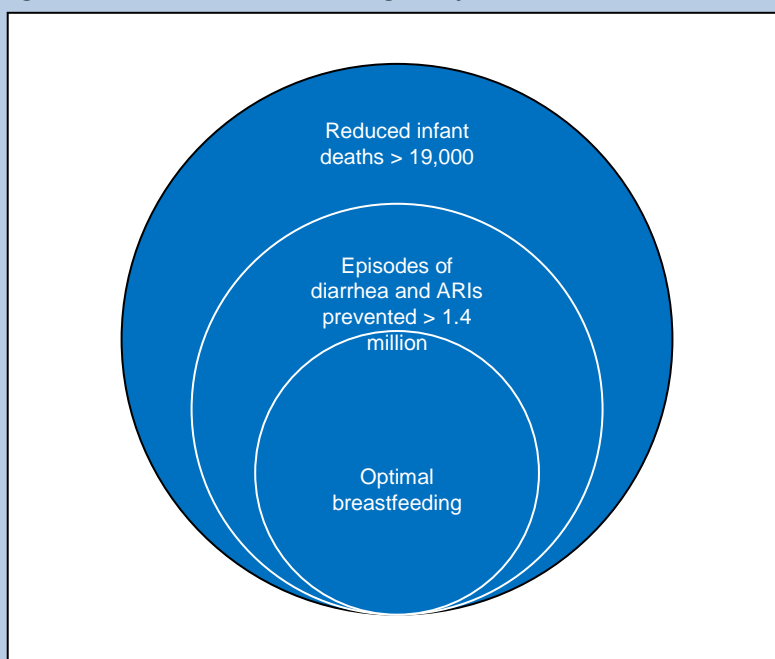 Reduced infant
deaths > 19,000
Episodes of
diarrhea and ARIs
prevented > 1.4
million
Optimal
breastfeeding